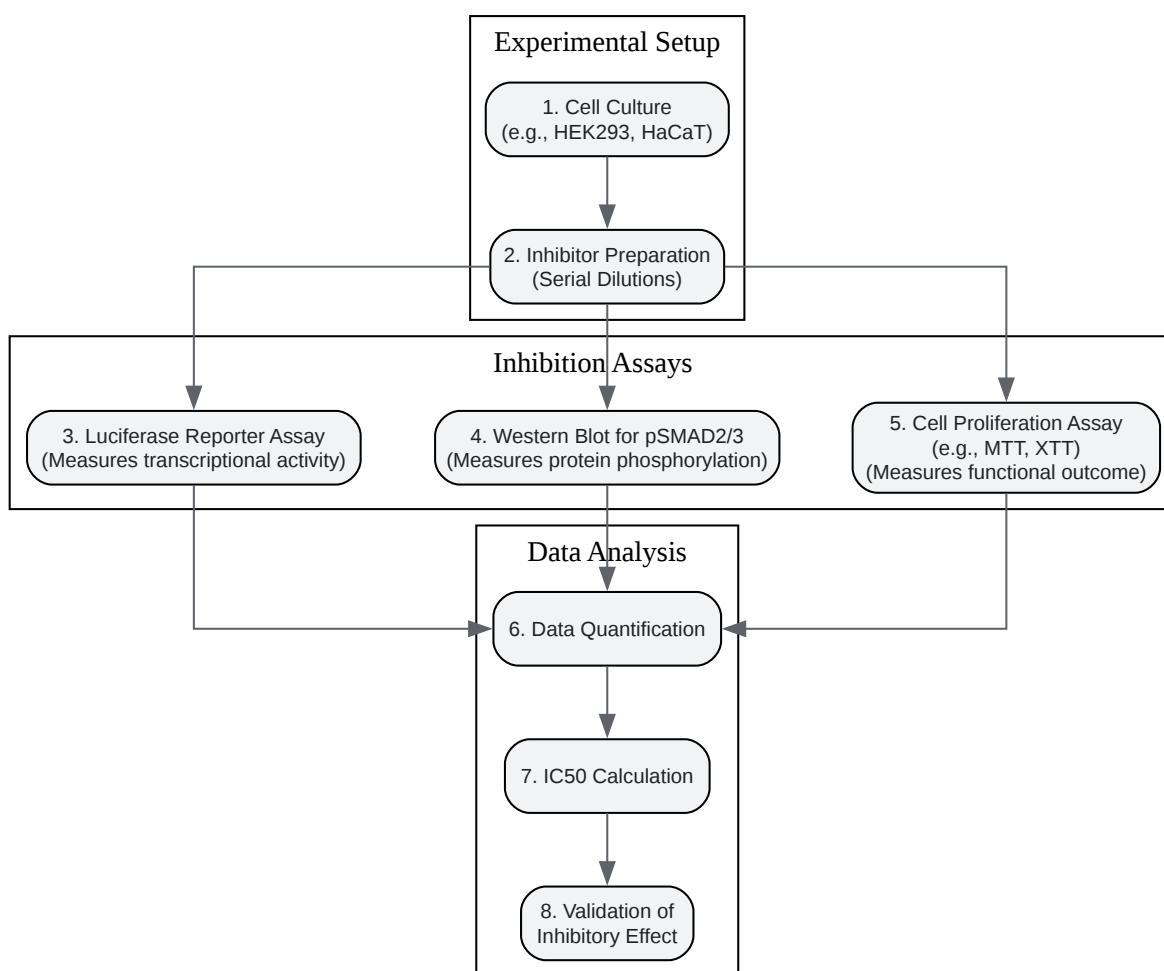 Experimental Setup
1. Cell Culture
(e.g., HEK293, HaCaT)
2. Inhibitor Preparation
(Serial Dilutions)
Inhibition Assays
3. Luciferase Reporter Assay
(Measures transcriptional activity)
4. Western Blot for pSMAD2/3
(Measures protein phosphorylation)
5. Cell Proliferation Assay
(e.g., MTT, XTT)
(Measures functional outcome)
Data Analysis
6. Data Quantification
7. IC50 Calculation
8. Validation of
Inhibitory Effect